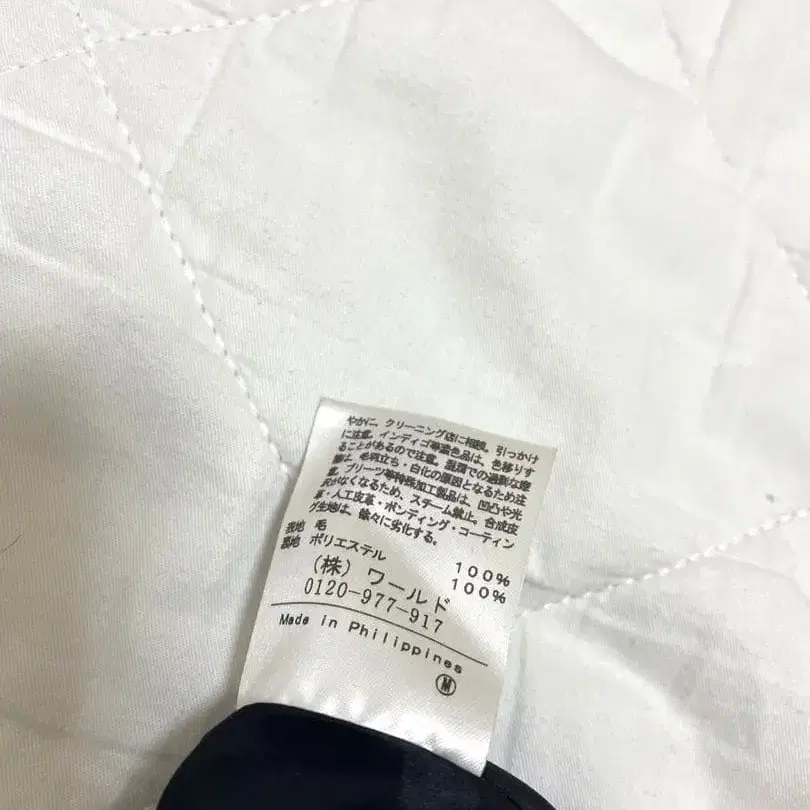 やかに、クリーニング店に相談。引っかけ
に注意。インディゴ等濃色品は、色移りす
ることがあるので注意。湿潤での過剰な摩
擦は、毛羽立ち・白化の原因となるため注
意。プリーツ等特殊加工製品は、凹凸や光
沢がなくなるため、スチーム禁止。合成皮
革・人工皮革・ボンディング・コーティン
グ生地は、徐々に劣化する。
表地 毛 100%
裏地 ポリエステル 100%
(株) ワールド
0120-977-917
Made in Philippines
M